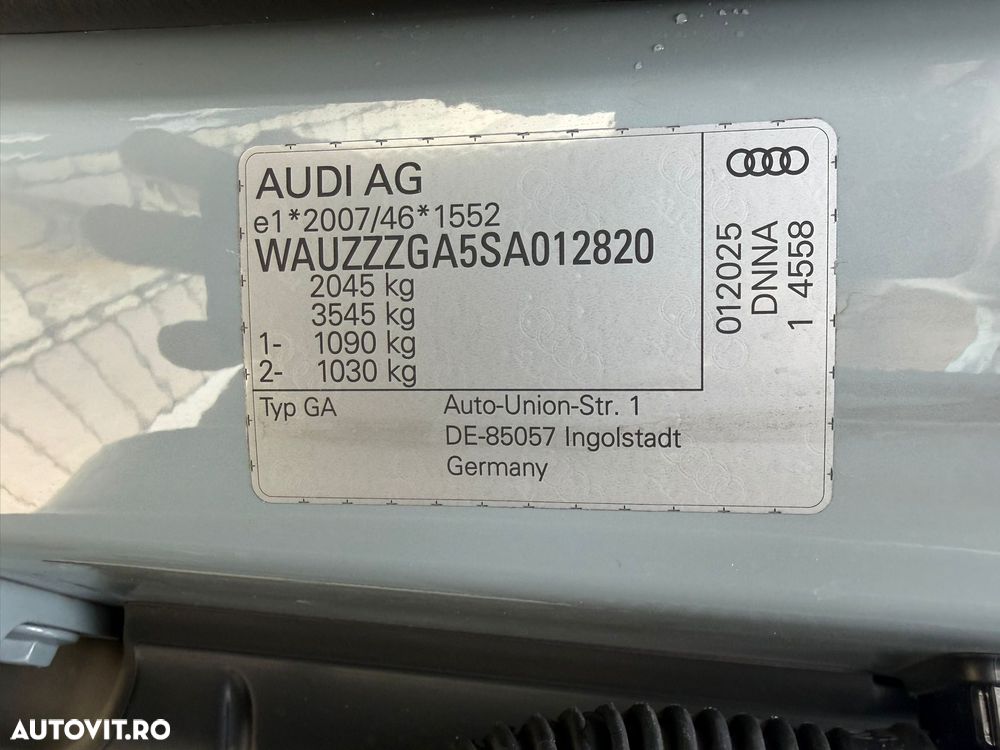 AUDI AG
e1*2007/46*1552
WAUZZZGA5SA012820
2045 kg
3545 kg
1- 1090 kg
2- 1030 kg
Typ GA
Auto-Union-Str. 1
DE-85057 Ingolstadt
Germany
012025
DNNA
1 4558
AUTOVIT.RO